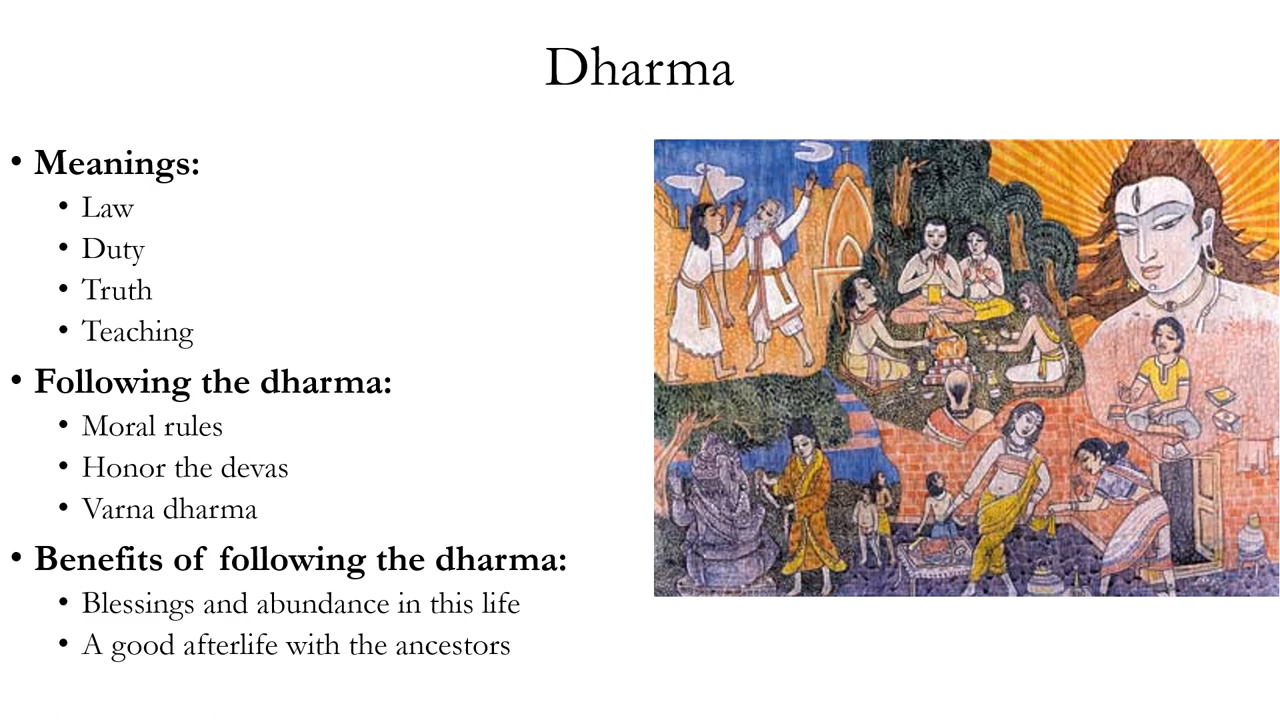 Dharma
• Meanings:
• Law
• Duty
• Truth
• Teaching
• Following the dharma:
• Moral rules
• Honor the devas
• Varna dharma
• Benefits of following the dharma:
• Blessings and abundance in this life
• A good afterlife with the ancestors